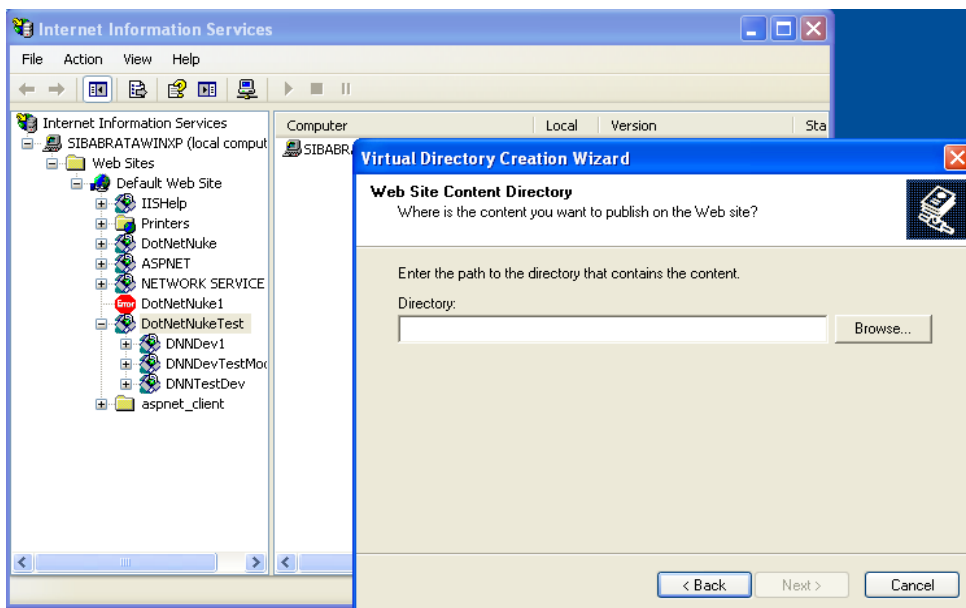 Internet Information Services
File Action View Help
Internet Information Services
SIBABRATAWINXP (local comput
Web Sites
Default Web Site
IISHelp
Printers
DotNetNuke
ASPNET
NETWORK SERVICE
Error DotNetNuke1
DotNetNukeTest
DNNDev1
DNNDevTestMo
DNNTestDev
aspnet_client
Computer Local Version Sta
SIBABR
Virtual Directory Creation Wizard
Web Site Content Directory
Where is the content you want to publish on the Web site?
Enter the path to the directory that contains the content.
Directory:
Browse...
< Back Next > Cancel